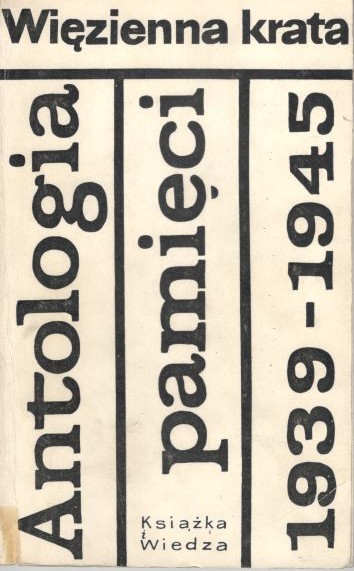 Więzienna krata
Antologia
pamięci
1939-1945
Książka
i
Wiedza